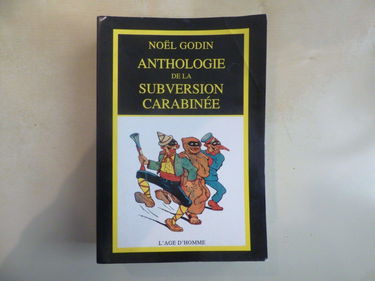 NOËL GODIN
ANTHOLOGIE
DE LA
SUBVERSION
CARABINÉE
L'AGE D'HOMME